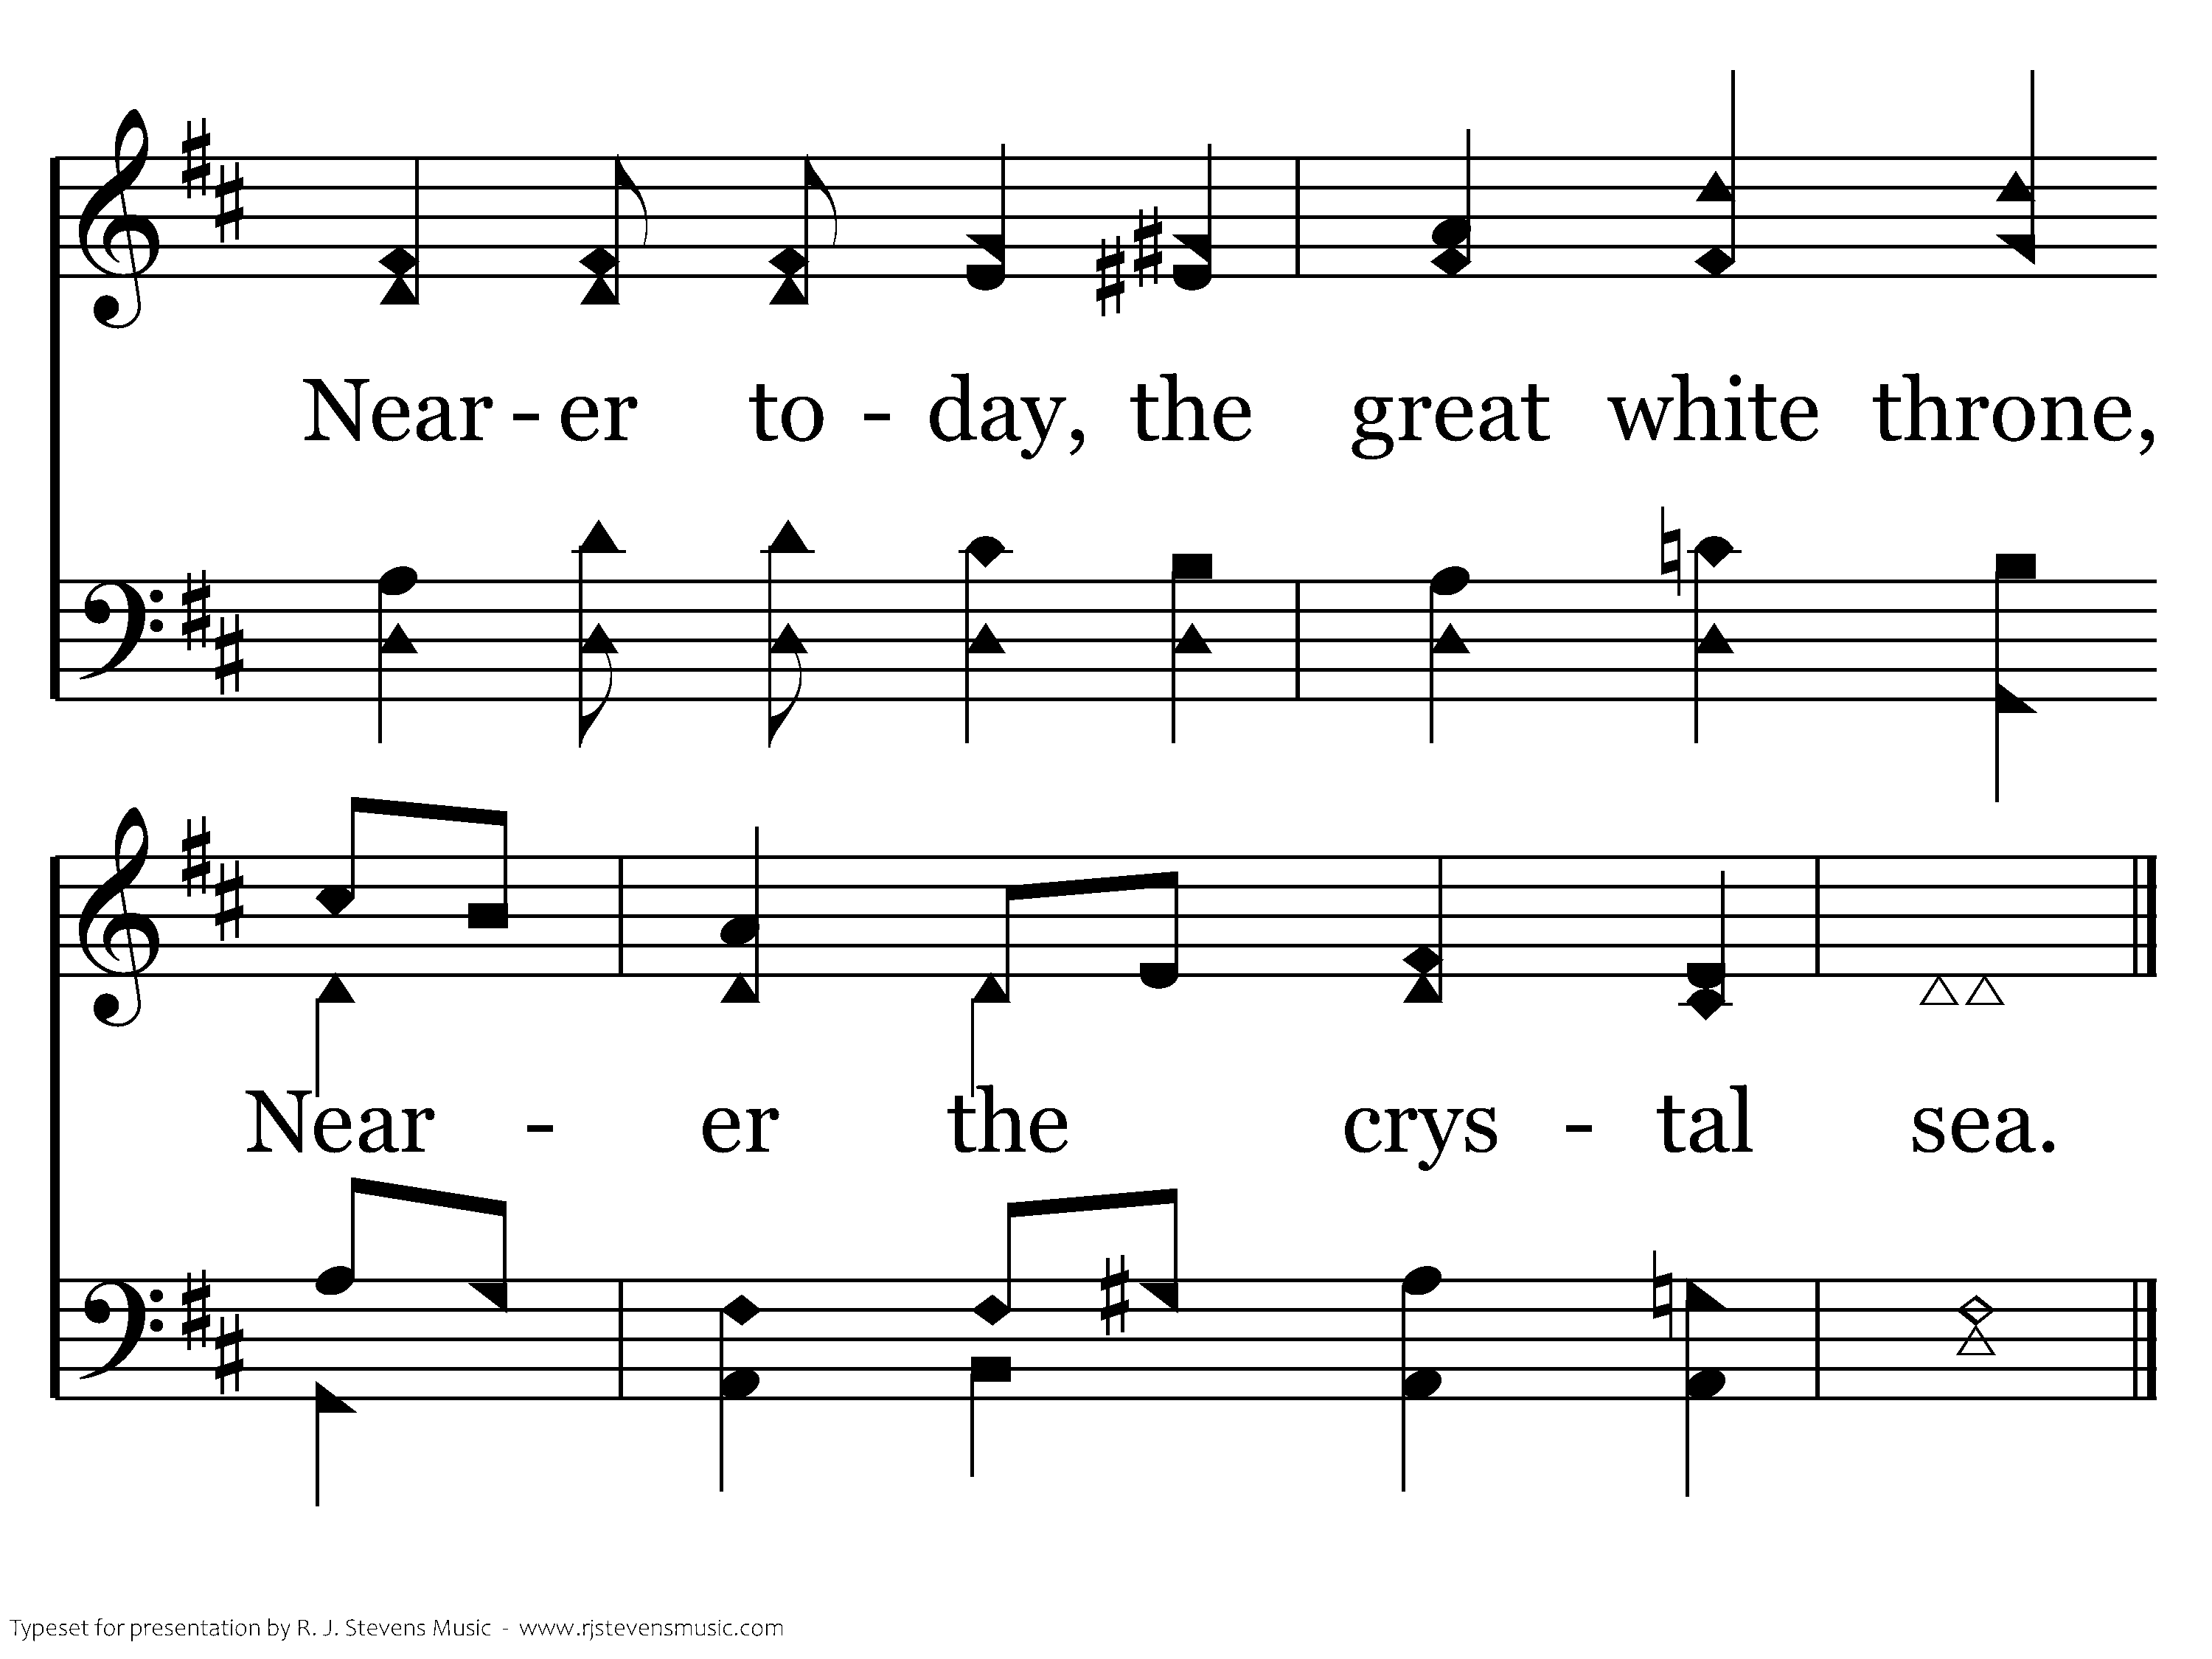 Near - er to - day, the great white throne,
Near - er the crys - tal sea.
Typeset for presentation by R. J. Stevens Music - www.rjstevensmusic.com